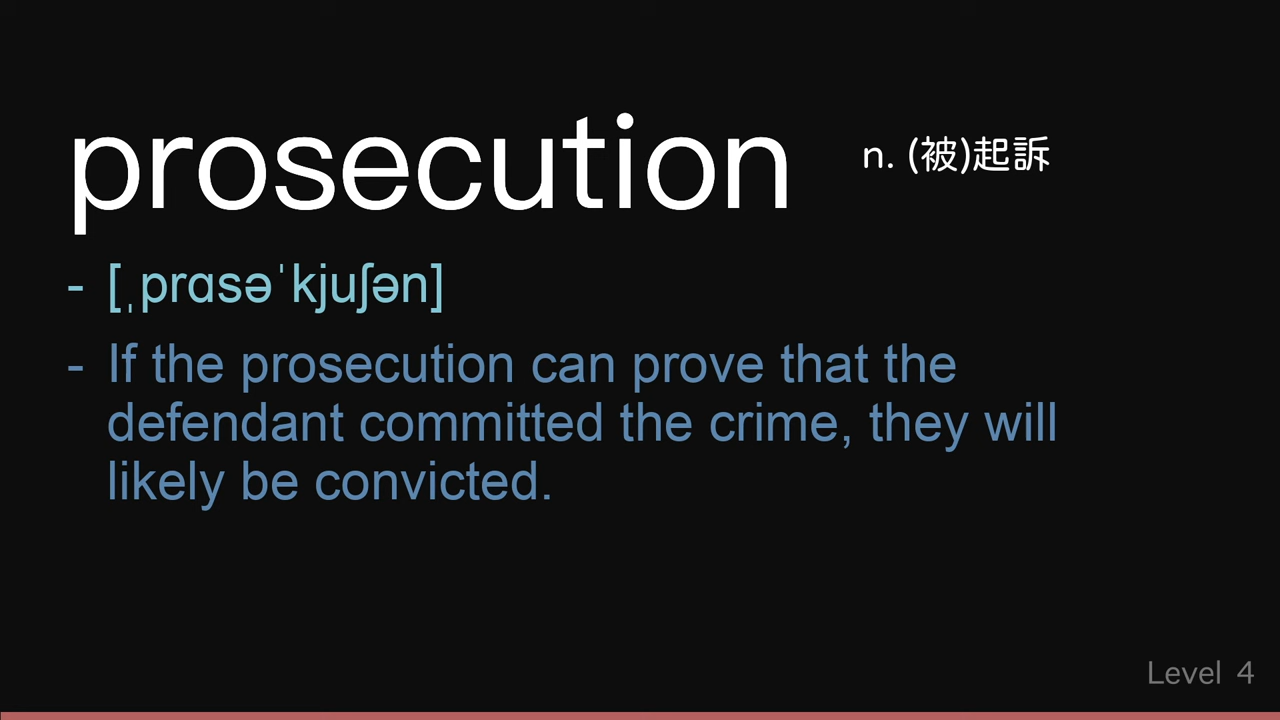 prosecution n. (被)起訴
- [ˌprɑsəˈkjuʃən]
- If the prosecution can prove that the
defendant committed the crime, they will
likely be convicted.
Level 4